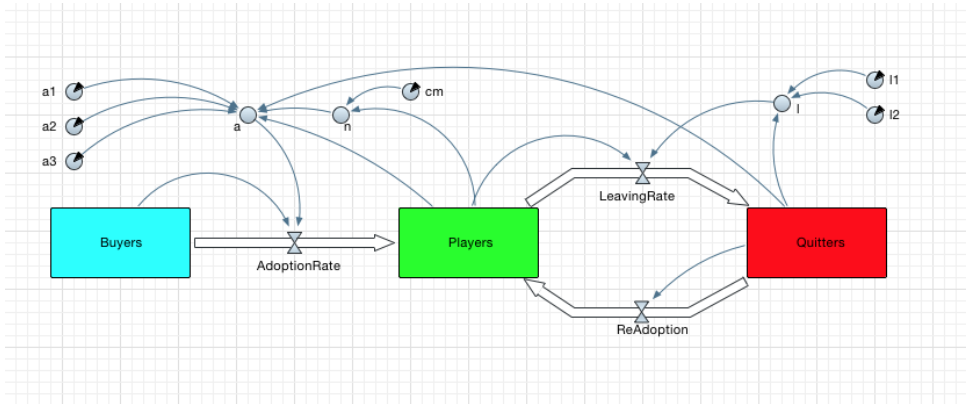 a1
cm
l1
a2
a
n
l
l2
a3
LeavingRate
Buyers
Players
Quitters
AdoptionRate
ReAdoption